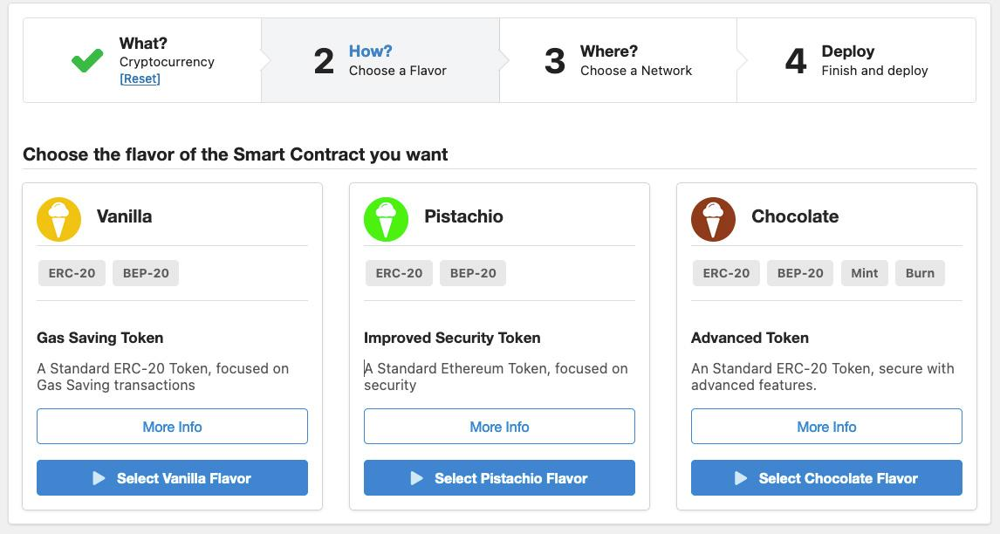 What?
Cryptocurrency
[Reset]
2
How?
Choose a Flavor
3
Where?
Choose a Network
4
Deploy
Finish and deploy
Choose the flavor of the Smart Contract you want
Vanilla
ERC-20 BEP-20
Gas Saving Token
A Standard ERC-20 Token, focused on
Gas Saving transactions
More Info
Select Vanilla Flavor
Pistachio
ERC-20 BEP-20
Improved Security Token
A Standard Ethereum Token, focused on
security
More Info
Select Pistachio Flavor
Chocolate
ERC-20 BEP-20 Mint Burn
Advanced Token
An Standard ERC-20 Token, secure with
advanced features.
More Info
Select Chocolate Flavor